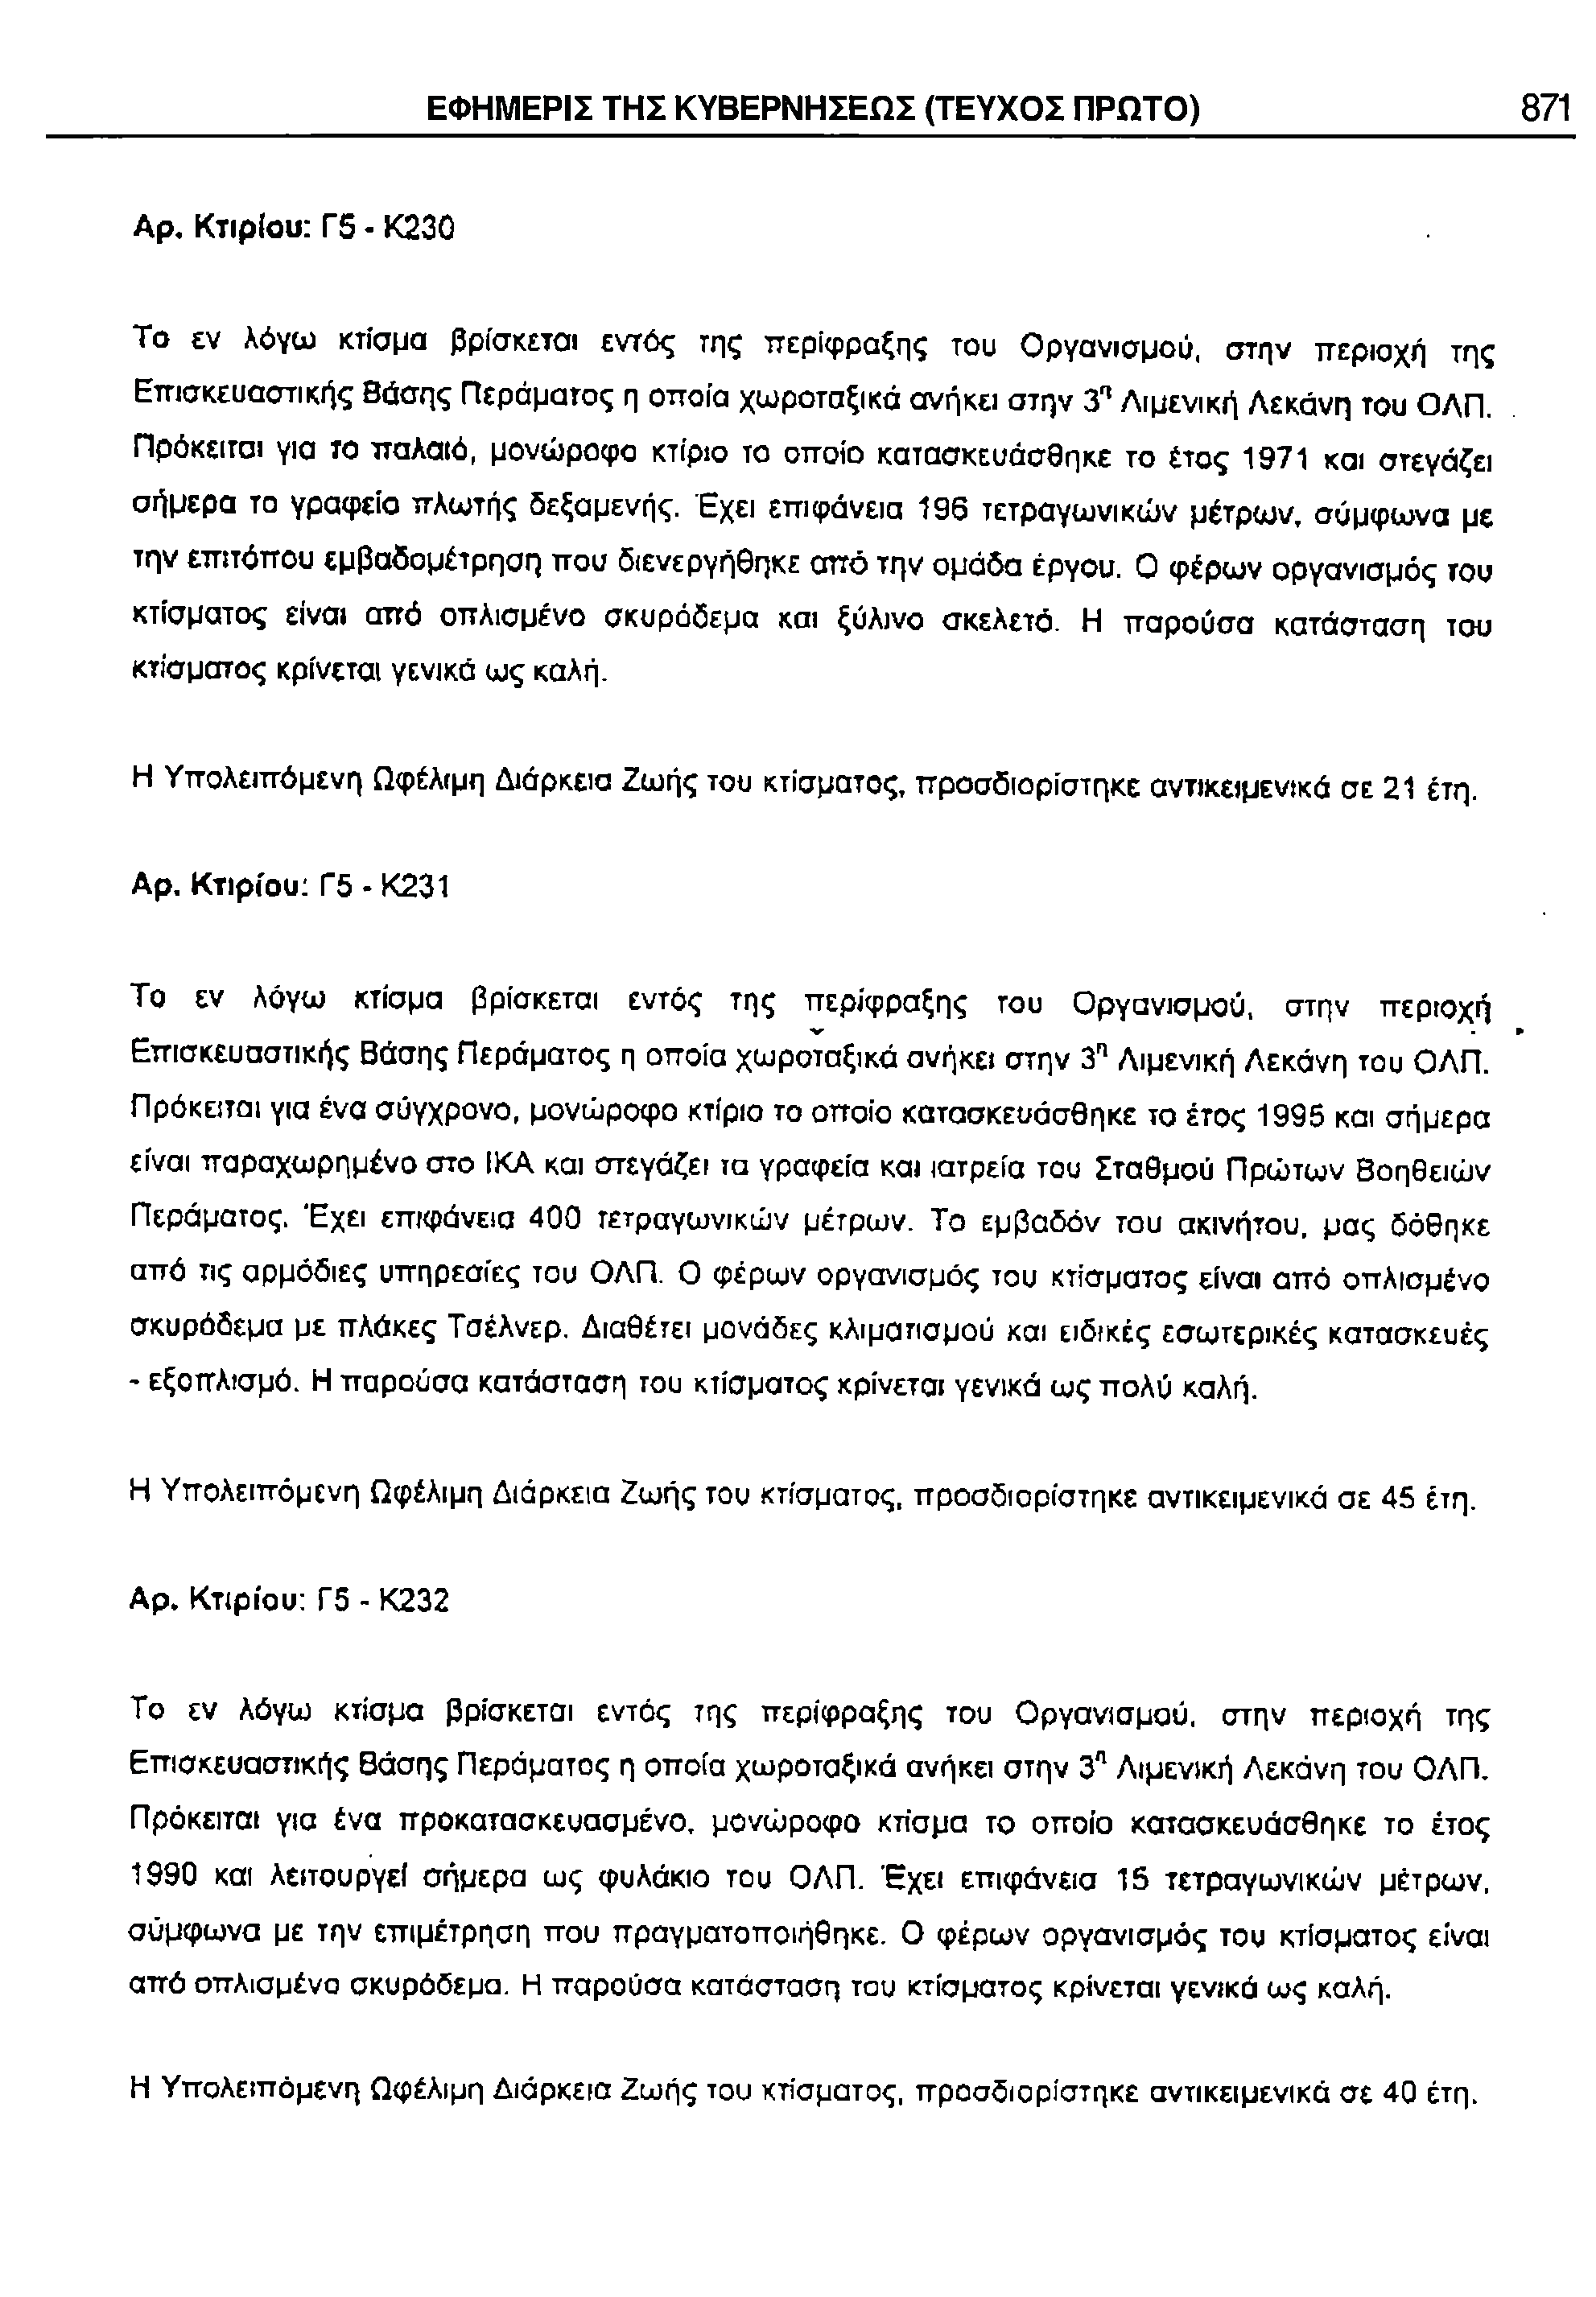 ΕΦΗΜΕΡΙΣ ΤΗΣ ΚΥΒΕΡΝΗΣΕΩΣ (ΤΕΥΧΟΣ ΠΡΩΤΟ) 871
Αρ. Κτιρίου: Γ5 - Κ230
Το εν λόγω κτίσμα βρίσκεται εντός της περίφραξης του Οργανισμού, στην περιοχή της
Επισκευαστικής Βάσης Περάματος η οποία χωροταξικά ανήκει στην 3η Λιμενική Λεκάνη του ΟΛΠ.
Πρόκειται για το παλαιό, μονώροφο κτίριο το οποίο κατασκευάσθηκε το έτος 1971 και στεγάζει
σήμερα το γραφείο πλωτής δεξαμενής. Έχει επιφάνεια 196 τετραγωνικών μέτρων, σύμφωνα με
την επιτόπου εμβαδομέτρηση που διενεργήθηκε από την ομάδα έργου. Ο φέρων οργανισμός του
κτίσματος είναι από οπλισμένο σκυρόδεμα και ξύλινο σκελετό. Η παρούσα κατάσταση του
κτίσματος κρίνεται γενικά ως καλή.
Η Υπολειπόμενη Ωφέλιμη Διάρκεια Ζωής του κτίσματος, προσδιορίστηκε αντικειμενικά σε 21 έτη.
Αρ. Κτιρίου: Γ5 - Κ231
Το εν λόγω κτίσμα βρίσκεται εντός της περίφραξης του Οργανισμού, στην περιοχή
Επισκευαστικής Βάσης Περάματος η οποία χωροταξικά ανήκει στην 3η Λιμενική Λεκάνη του ΟΛΠ.
Πρόκειται για ένα σύγχρονο, μονώροφο κτίριο το οποίο κατασκευάσθηκε το έτος 1995 και σήμερα
είναι παραχωρημένο στο ΙΚΑ και στεγάζει τα γραφεία και ιατρεία του Σταθμού Πρώτων Βοηθειών
Περάματος. Έχει επιφάνεια 400 τετραγωνικών μέτρων. Το εμβαδόν του ακινήτου, μας δόθηκε
από τις αρμόδιες υπηρεσίες του ΟΛΠ. Ο φέρων οργανισμός του κτίσματος είναι από οπλισμένο
σκυρόδεμα με πλάκες Τσέλνερ. Διαθέτει μονάδες κλιματισμού και ειδικές εσωτερικές κατασκευές
- εξοπλισμό. Η παρούσα κατάσταση του κτίσματος κρίνεται γενικά ως πολύ καλή.
Η Υπολειπόμενη Ωφέλιμη Διάρκεια Ζωής του κτίσματος, προσδιορίστηκε αντικειμενικά σε 45 έτη.
Αρ. Κτιρίου: Γ5 - Κ232
Το εν λόγω κτίσμα βρίσκεται εντός της περίφραξης του Οργανισμού, στην περιοχή της
Επισκευαστικής Βάσης Περάματος η οποία χωροταξικά ανήκει στην 3η Λιμενική Λεκάνη του ΟΛΠ.
Πρόκειται για ένα προκατασκευασμένο, μονώροφο κτίσμα το οποίο κατασκευάσθηκε το έτος
1990 και λειτουργεί σήμερα ως φυλάκιο του ΟΛΠ. Έχει επιφάνεια 15 τετραγωνικών μέτρων,
σύμφωνα με την επιμέτρηση που πραγματοποιήθηκε. Ο φέρων οργανισμός του κτίσματος είναι
από οπλισμένο σκυρόδεμα. Η παρούσα κατάσταση του κτίσματος κρίνεται γενικά ως καλή.
Η Υπολειπόμενη Ωφέλιμη Διάρκεια Ζωής του κτίσματος, προσδιορίστηκε αντικειμενικά σε 40 έτη.